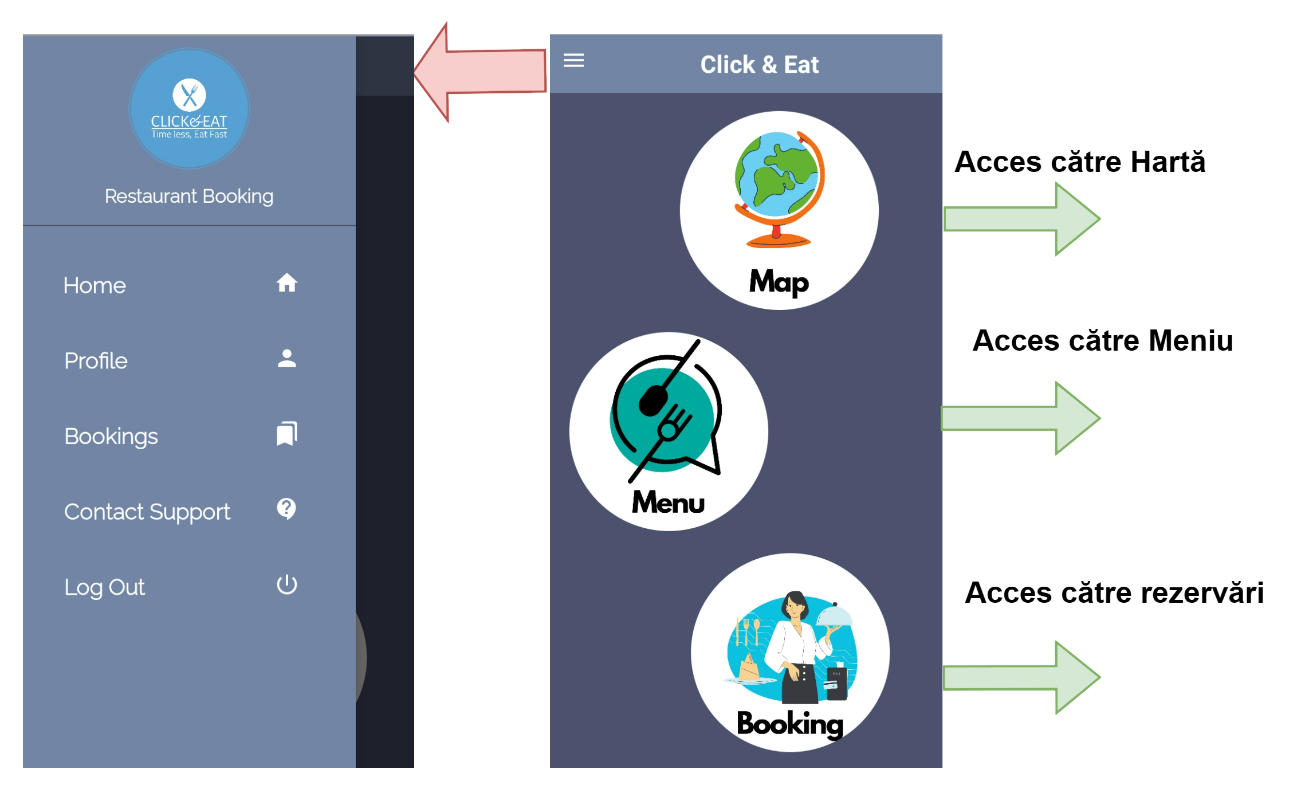 CLICK&EAT
Time less, Eat Fast
Restaurant Booking
Home
Profile
Bookings
Contact Support
Log Out
Click & Eat
Map
Menu
Booking
Acces către Hartă
Acces către Meniu
Acces către rezervări